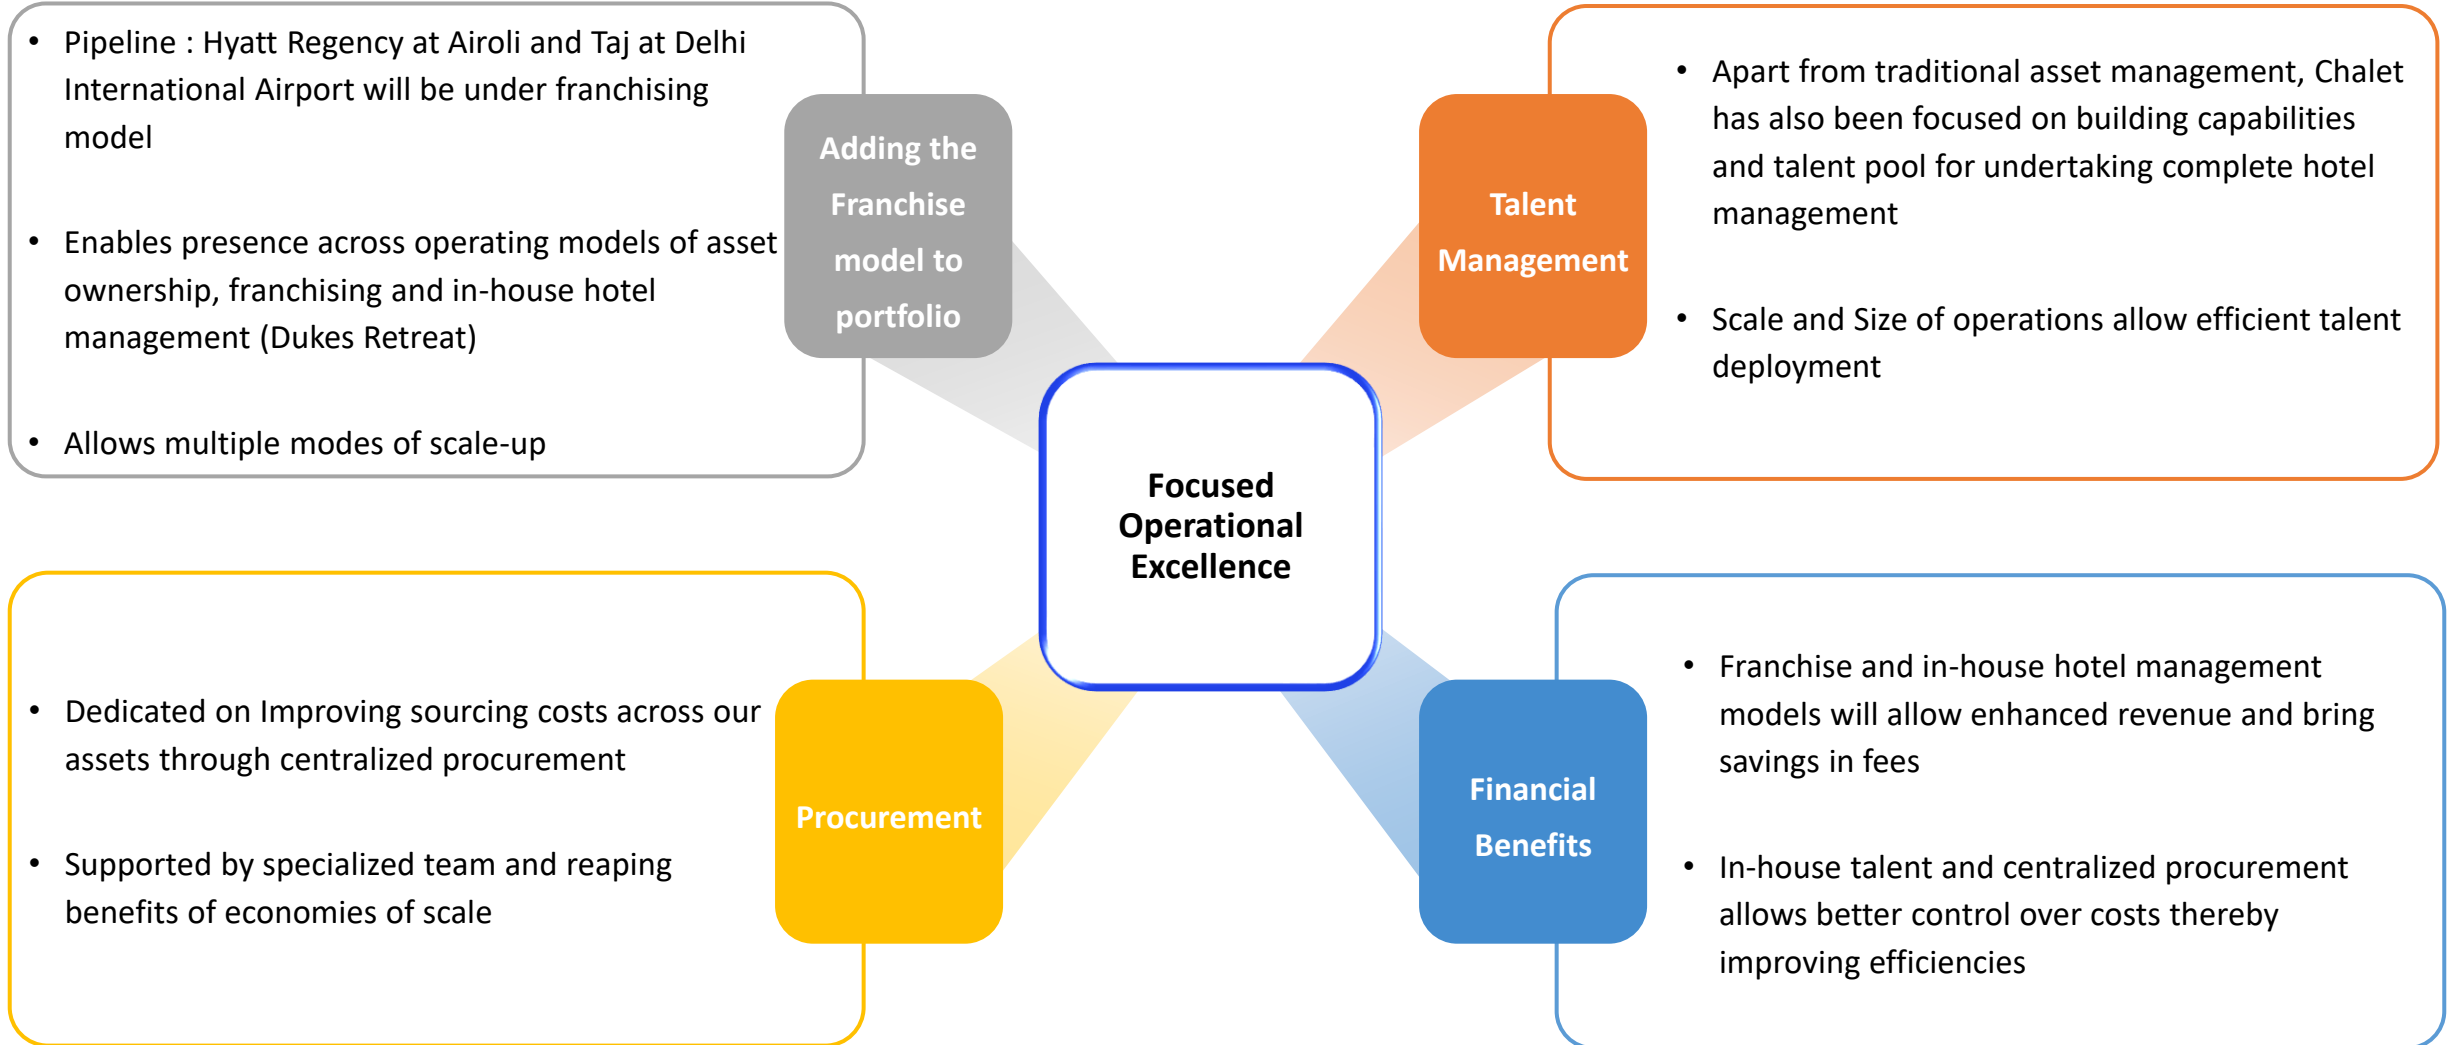 • Pipeline : Hyatt Regency at Airoli and Taj at Delhi
International Airport will be under franchising
model
• Enables presence across operating models of asset
ownership, franchising and in-house hotel
management (Dukes Retreat)
• Allows multiple modes of scale-up
Adding the
Franchise
model to
portfolio
Talent
Management
• Apart from traditional asset management, Chalet
has also been focused on building capabilities
and talent pool for undertaking complete hotel
management
• Scale and Size of operations allow efficient talent
deployment
Focused
Operational
Excellence
• Dedicated on Improving sourcing costs across our
assets through centralized procurement
• Supported by specialized team and reaping
benefits of economies of scale
Procurement
Financial
Benefits
• Franchise and in-house hotel management
models will allow enhanced revenue and bring
savings in fees
• In-house talent and centralized procurement
allows better control over costs thereby
improving efficiencies